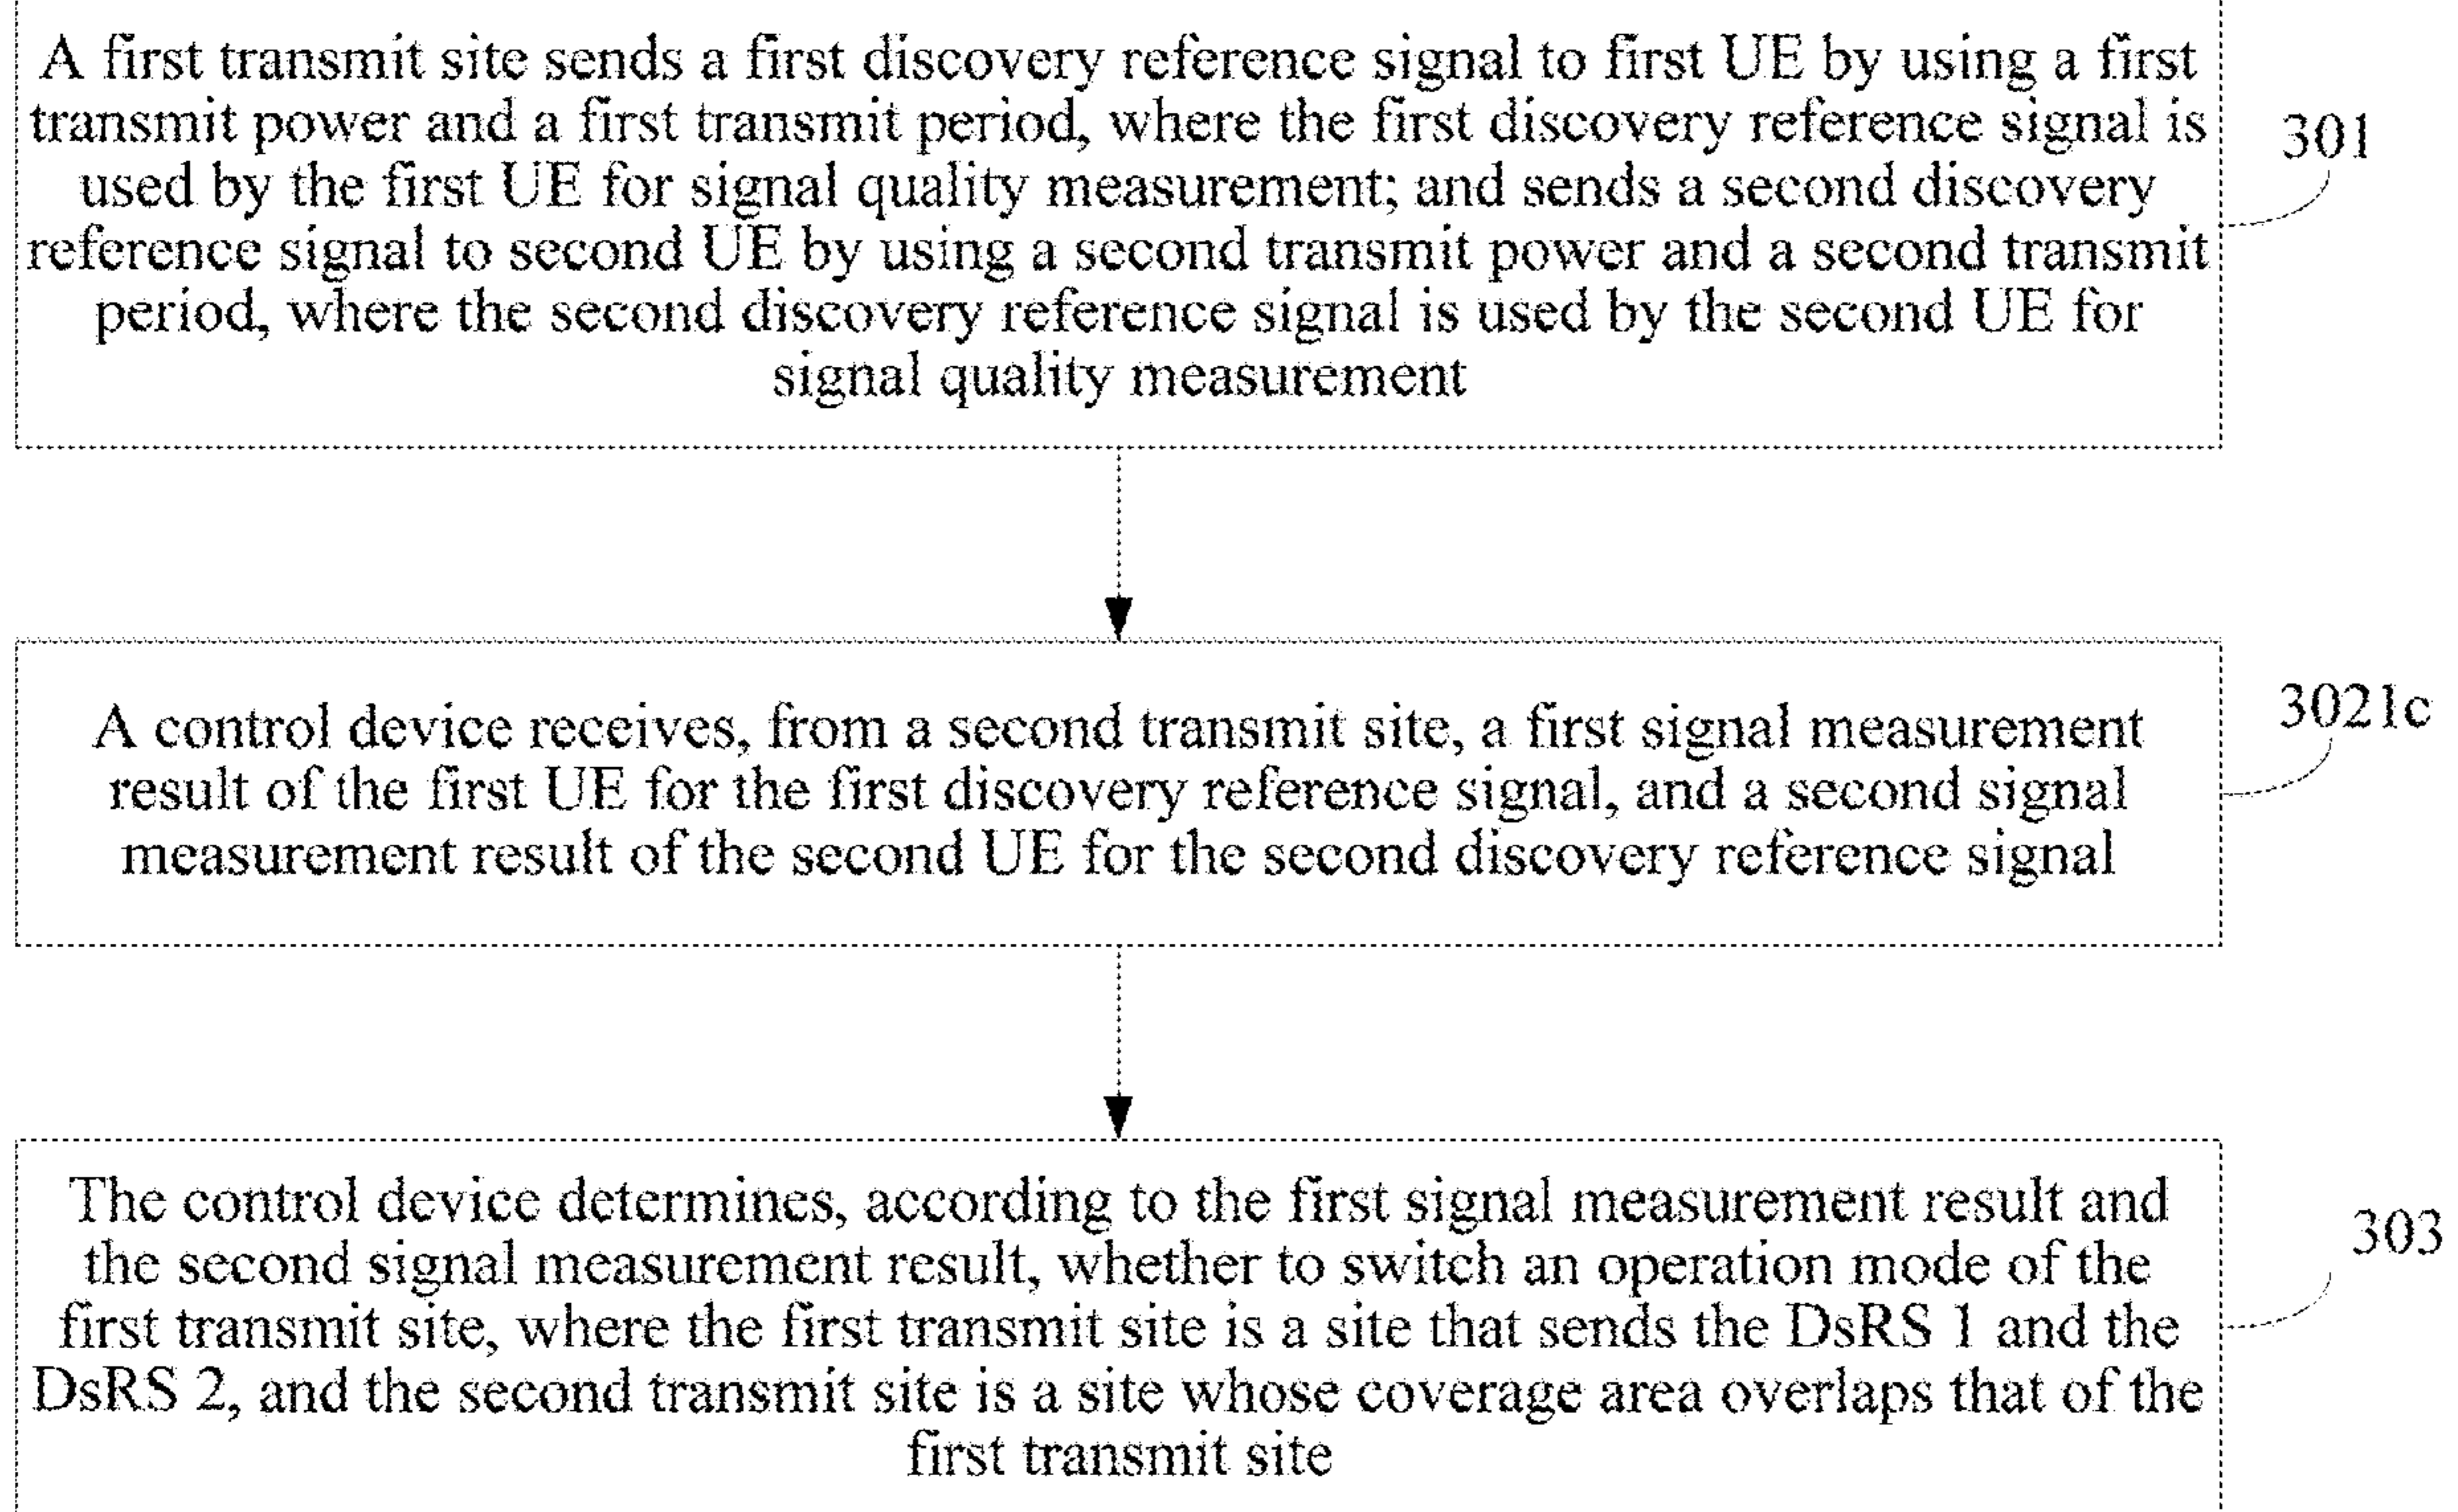 A first transmit site sends a first discovery reference signal to first UE by using a first
transmit power and a first transmit period, where the first discovery reference signal is
used by the first UE for signal quality measurement; and sends a second discovery
reference signal to second UE by using a second transmit power and a second transmit
period, where the second discovery reference signal is used by the second UE for
signal quality measurement
301
A control device receives, from a second transmit site, a first signal measurement
result of the first UE for the first discovery reference signal, and a second signal
measurement result of the second UE for the second discovery reference signal
3021c
The control device determines, according to the first signal measurement result and
the second signal measurement result, whether to switch an operation mode of the
first transmit site, where the first transmit site is a site that sends the DsRS 1 and the
DsRS 2, and the second transmit site is a site whose coverage area overlaps that of the
first transmit site
303